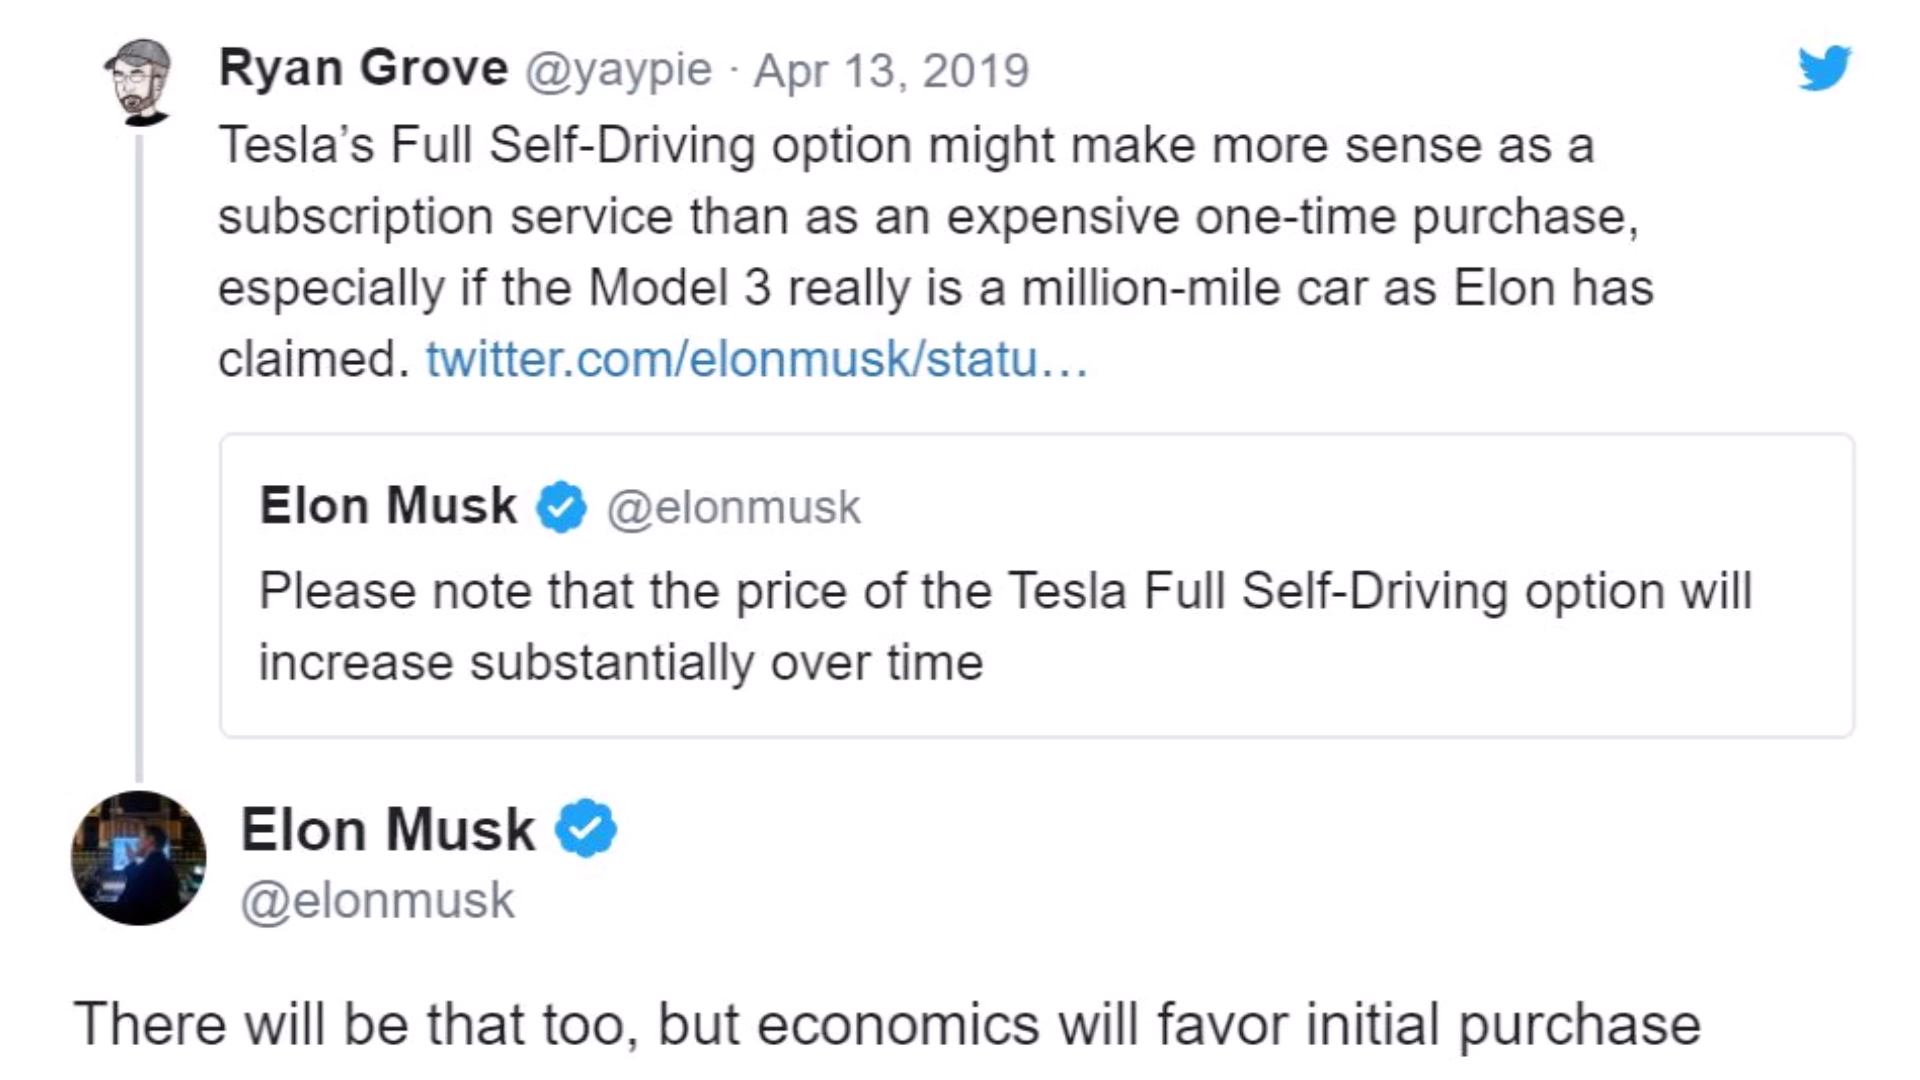 Ryan Grove @yaypie · Apr 13, 2019
Tesla’s Full Self-Driving option might make more sense as a
subscription service than as an expensive one-time purchase,
especially if the Model 3 really is a million-mile car as Elon has
claimed. twitter.com/elonmusk/statu…
Elon Musk @elonmusk
Please note that the price of the Tesla Full Self-Driving option will
increase substantially over time
Elon Musk
@elonmusk
There will be that too, but economics will favor initial purchase